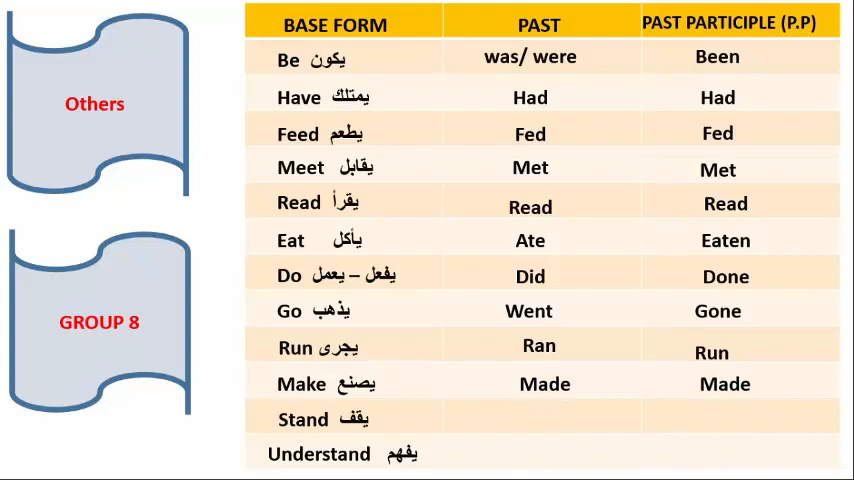 Others
GROUP 8
BASE FORM PAST PAST PARTICIPLE (P.P)
Be يكون was/ were Been
Have يمتلك Had Had
Feed يطعم Fed Fed
Meet يقابل Met Met
Read يقرأ Read Read
Eat يأكل Ate Eaten
Do يفعل – يعمل Did Done
Go يذهب Went Gone
Run يجرى Ran Run
Make يصنع Made Made
Stand يقف
Understand يفهم